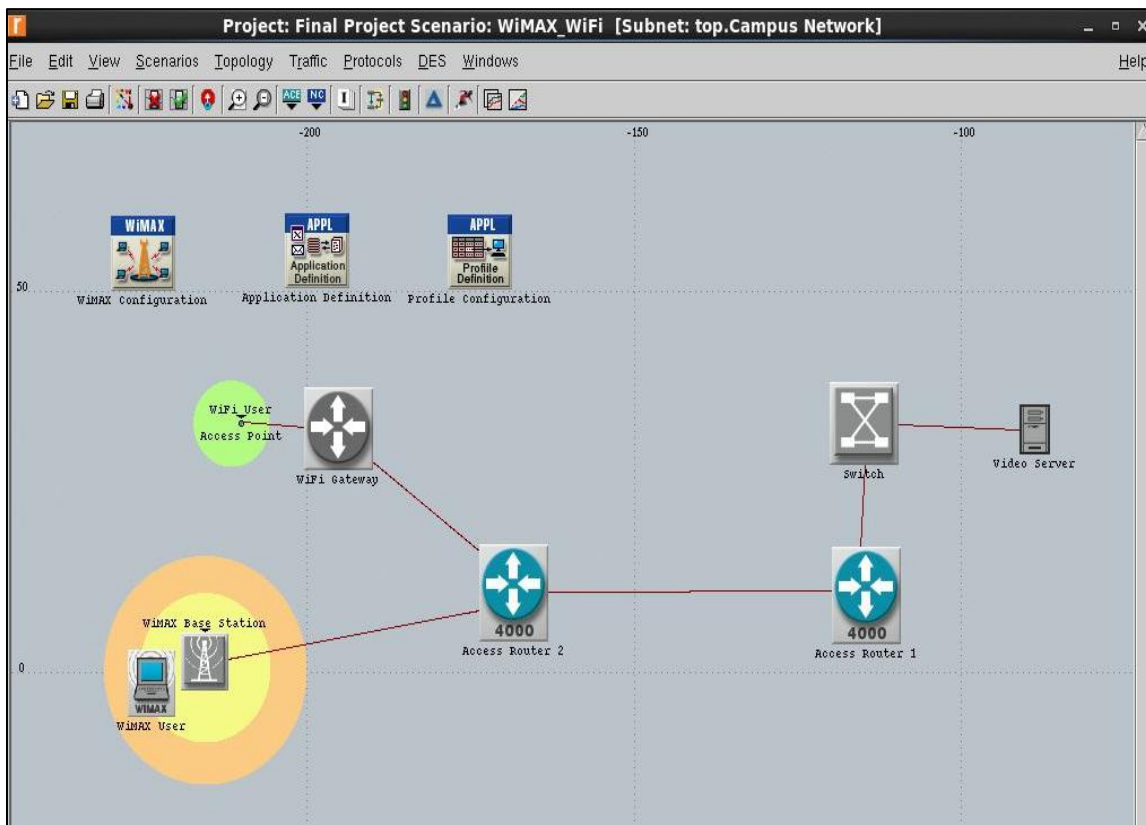 Project: Final Project Scenario: WiMAX_WiFi [Subnet: top.Campus Network]
File Edit View Scenarios Topology Traffic Protocols DES Windows Help
ACE NC
-200 -150 -100
WiMAX
APPL
APPL
Application
Definition
Profile
Definition
50
WiMAX Configuration
Application Definition
Profile Configuration
WiFi_User
Access Point
WiFi Gateway
Switch
Video Server
WiMAX Base Station
4000
4000
Access Router 2
Access Router 1
0
WiMAX
WiMAX User